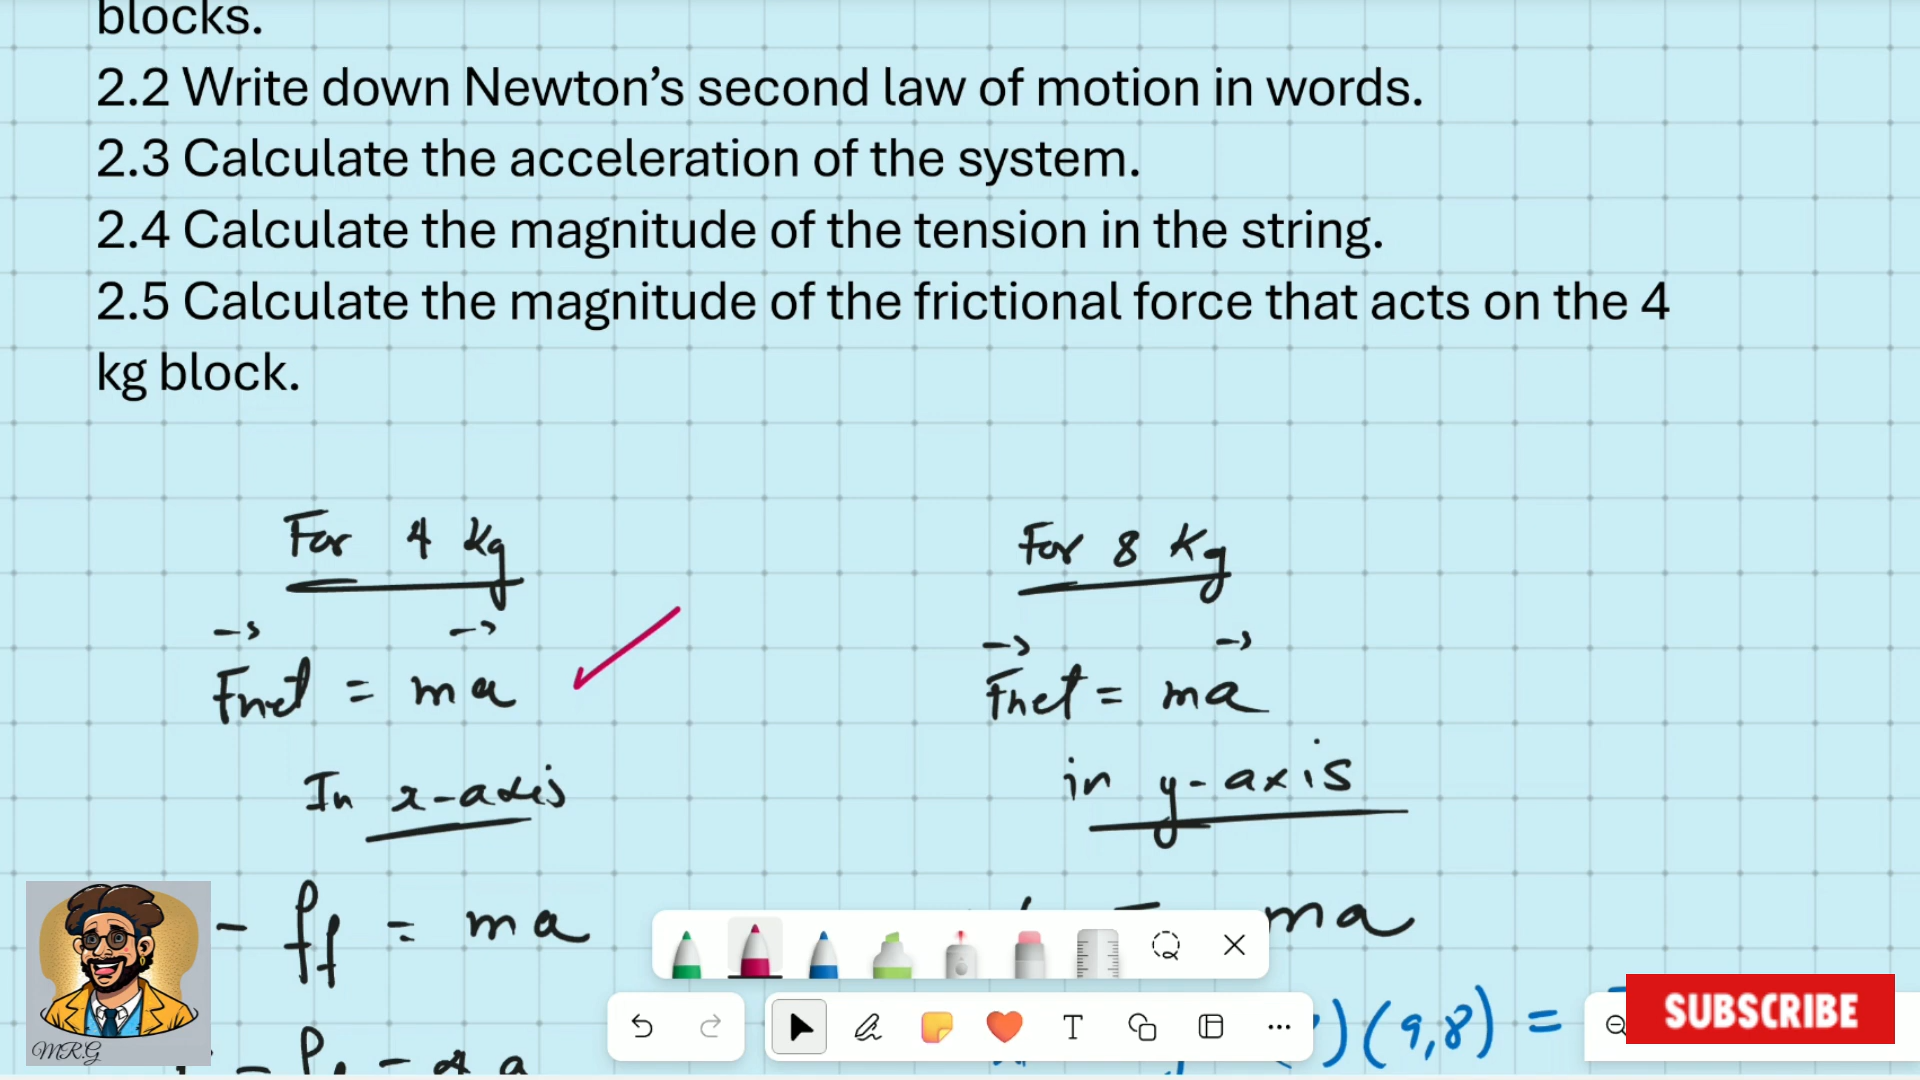 blocks.
2.2 Write down Newton's second law of motion in words.
2.3 Calculate the acceleration of the system.
2.4 Calculate the magnitude of the tension in the string.
2.5 Calculate the magnitude of the frictional force that acts on the 4
kg block.
For 4 kg
For 8 kg
Fnet = ma
Fnet = ma
In x-axis
in y-axis
- ff = ma
ma
)(9,8) =
MR.G
SUBSCRIBE